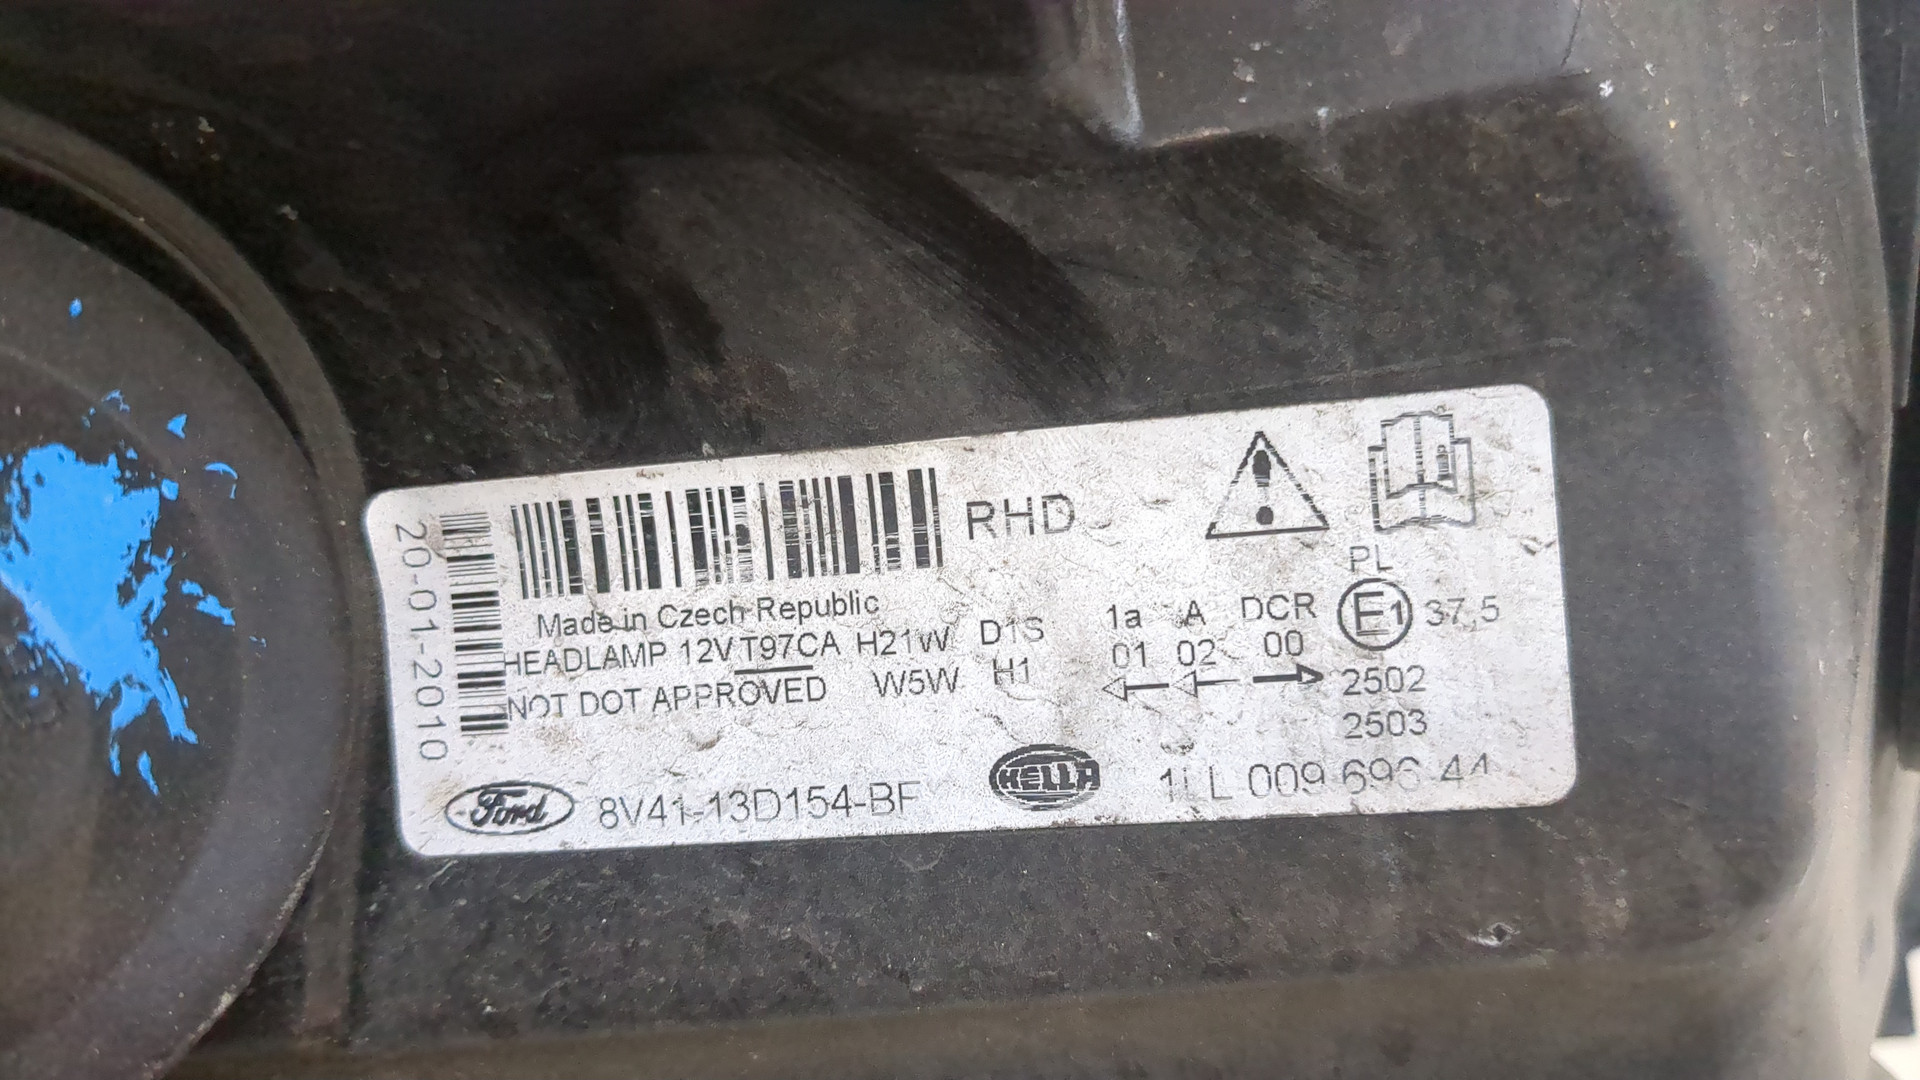 20-01-2010
RHD
Made in Czech Republic
HEADLAMP 12V T97CA H21W D1S
NOT DOT APPROVED W5W H1
1a A DCR
01 02 00
PL
E1 37,5
2502
2503
Ford 8V41-13D154-BF
HELLA 1LL 009 696